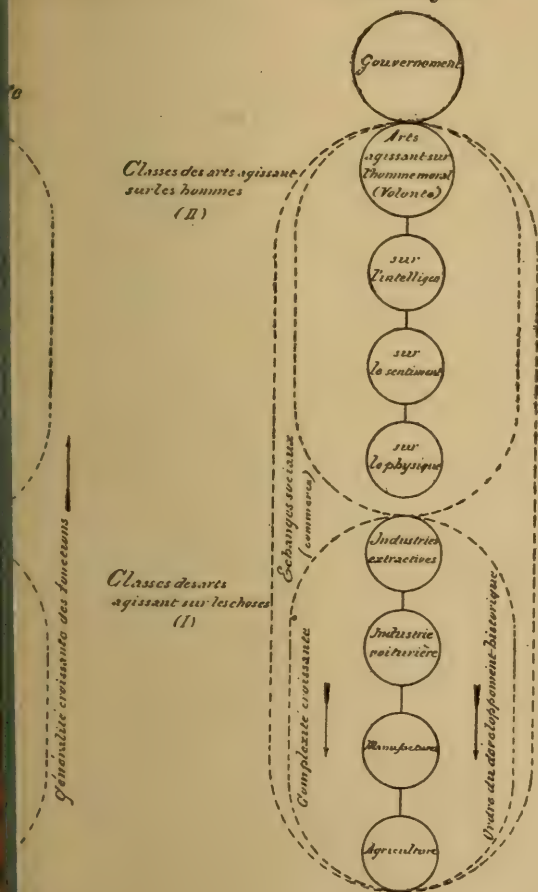 Gouvernement
Arts
agissant sur
l'homme moral
(Volonté)
Classes des arts agissant
sur les hommes
(II)
sur
l'intelligce
sur
le sentiment
sur
le physique
Echanges sociaux
(commerce)
Industries
extractives
Classes des arts
agissant sur les choses
(I)
Industrie
voiturière
Généralité croissante des fonctions
Complexité croissante
Ordre du développement historique
Manufacture
Agriculture